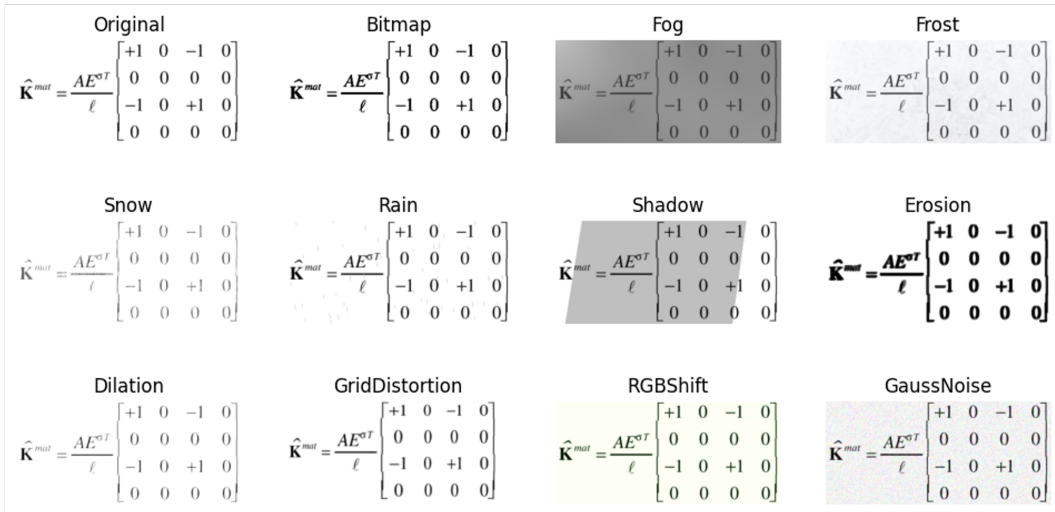 Original Bitmap Fog Frost
K̂^mat = AE^σT/ℓ [+1 0 −1 0; 0 0 0 0; −1 0 +1 0; 0 0 0 0] K̂^mat = AE^σT/ℓ [+1 0 −1 0; 0 0 0 0; −1 0 +1 0; 0 0 0 0] K̂^mat = AE^σT/ℓ [+1 0 −1 0; 0 0 0 0; −1 0 +1 0; 0 0 0 0] K̂^mat = AE^σT/ℓ [+1 0 −1 0; 0 0 0 0; −1 0 +1 0; 0 0 0 0]
Snow Rain Shadow Erosion
K̂^mat = AE^σT/ℓ [+1 0 −1 0; 0 0 0 0; −1 0 +1 0; 0 0 0 0] K̂^mat = AE^σT/ℓ [+1 0 −1 0; 0 0 0 0; −1 0 +1 0; 0 0 0 0] K̂^mat = AE^σT/ℓ [+1 0 −1 0; 0 0 0 0; −1 0 +1 0; 0 0 0 0] K̂^mat = AE^σT/ℓ [+1 0 −1 0; 0 0 0 0; −1 0 +1 0; 0 0 0 0]
Dilation GridDistortion RGBShift GaussNoise
K̂^mat = AE^σT/ℓ [+1 0 −1 0; 0 0 0 0; −1 0 +1 0; 0 0 0 0] K̂^mat = AE^σT/ℓ [+1 0 −1 0; 0 0 0 0; −1 0 +1 0; 0 0 0 0] K̂^mat = AE^σT/ℓ [+1 0 −1 0; 0 0 0 0; −1 0 +1 0; 0 0 0 0] K̂^mat = AE^σT/ℓ [+1 0 −1 0; 0 0 0 0; −1 0 +1 0; 0 0 0 0]